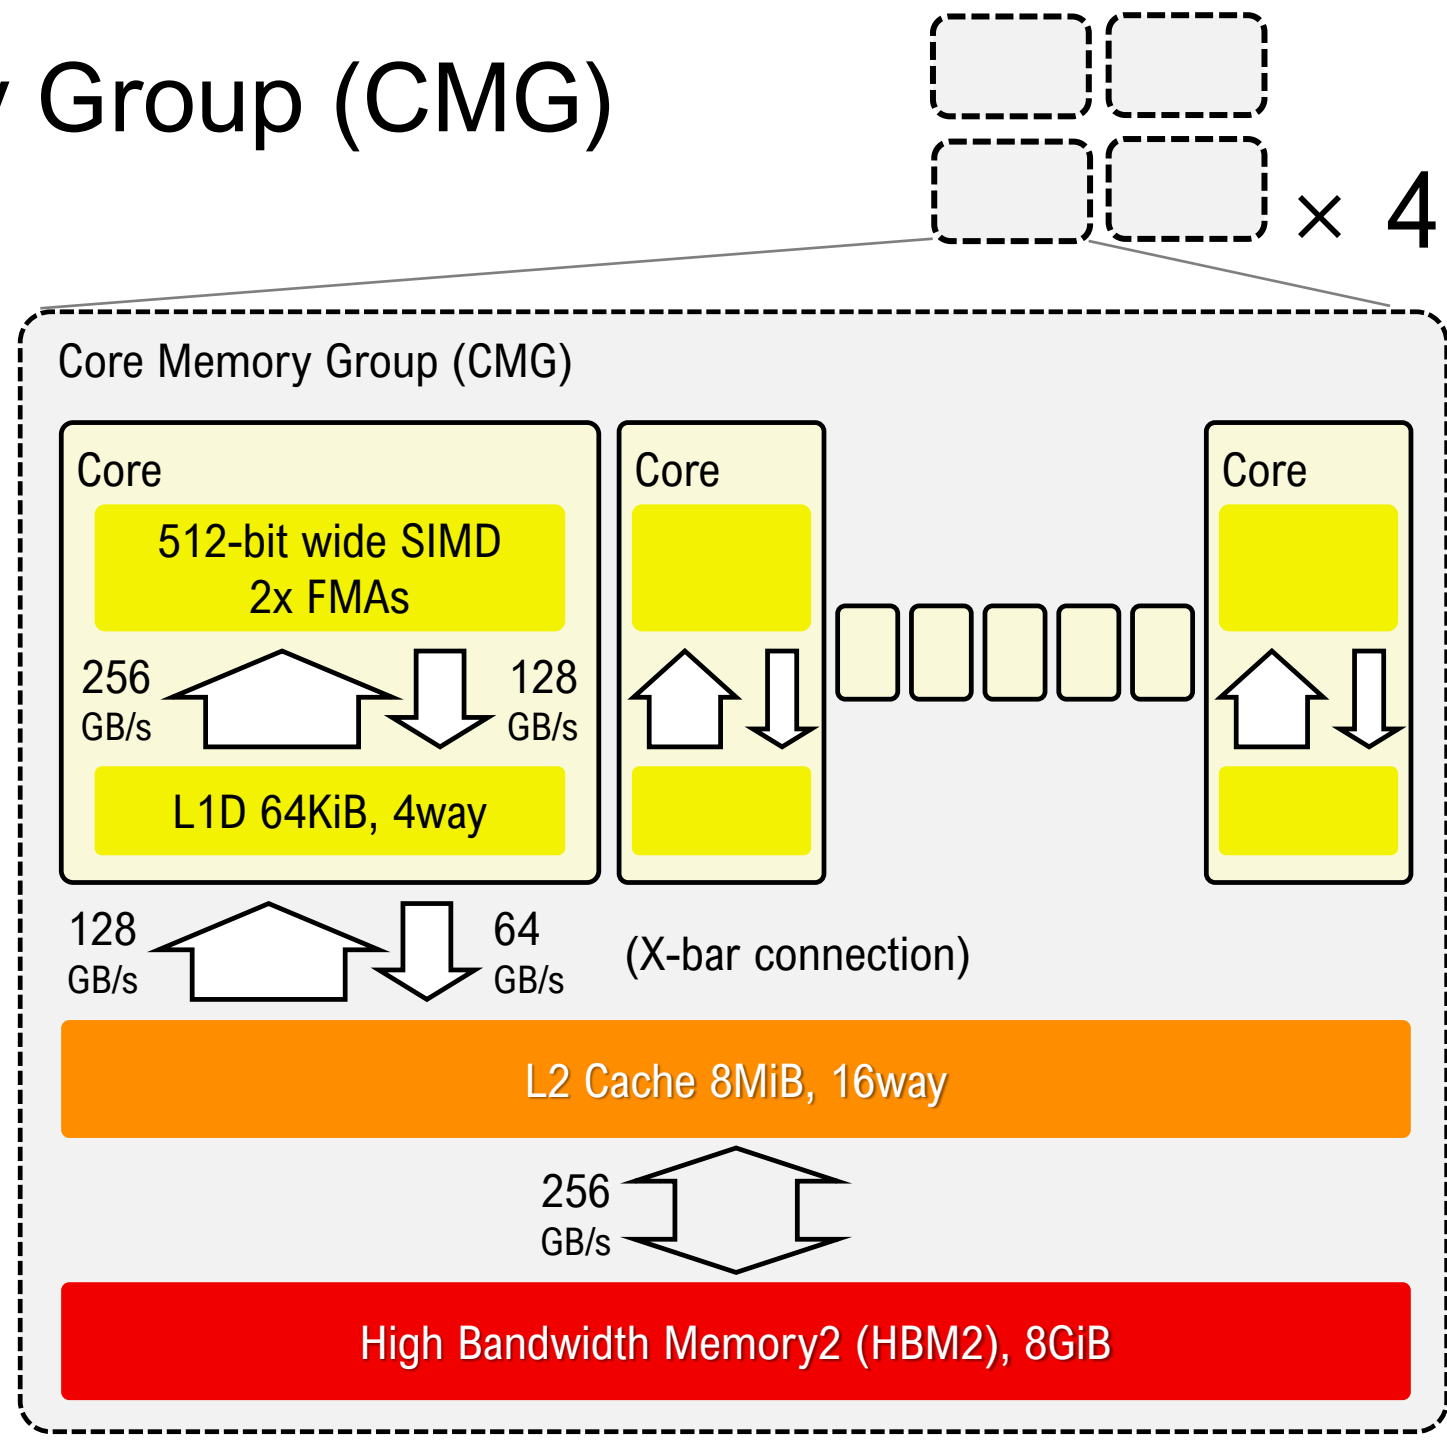 Group (CMG)
× 4
Core Memory Group (CMG)
Core
Core
Core
512-bit wide SIMD
2x FMAs
256
GB/s
128
GB/s
L1D 64KiB, 4way
128
GB/s
64
GB/s
(X-bar connection)
L2 Cache 8MiB, 16way
256
GB/s
High Bandwidth Memory2 (HBM2), 8GiB